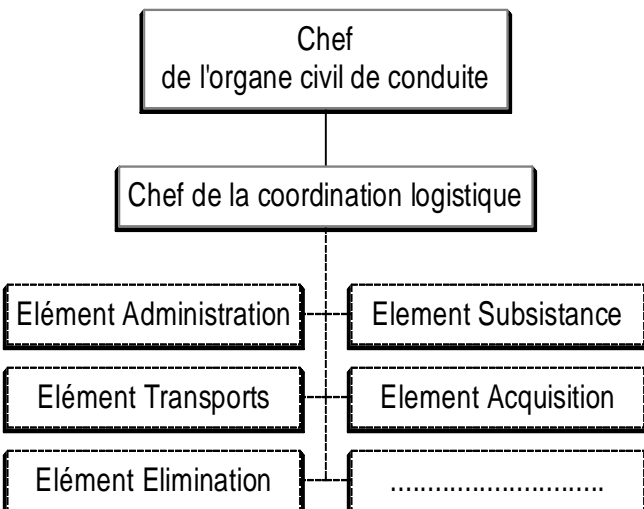 Chef
de l'organe civil de conduite
Chef de la coordination logistique
Elément Administration
Element Subsistance
Elément Transports
Element Acquisition
Elément Elimination
.............................